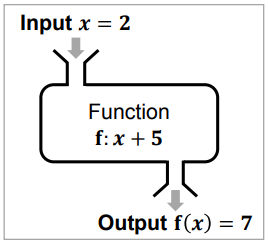 Input x = 2
Function
f: x + 5
Output f(x) = 7